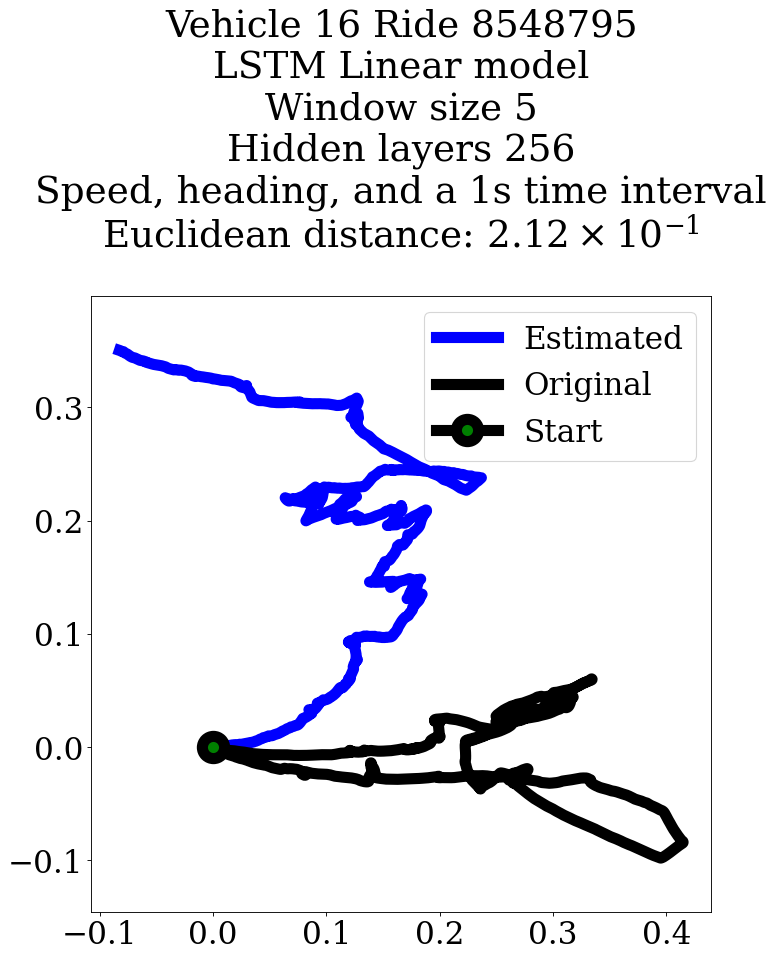 Vehicle 16 Ride 8548795
LSTM Linear model
Window size 5
Hidden layers 256
Speed, heading, and a 1s time interval
Euclidean distance: 2.12 × 10⁻¹
Estimated
Original
Start
0.3
0.2
0.1
0.0
−0.1
−0.1 0.0 0.1 0.2 0.3 0.4